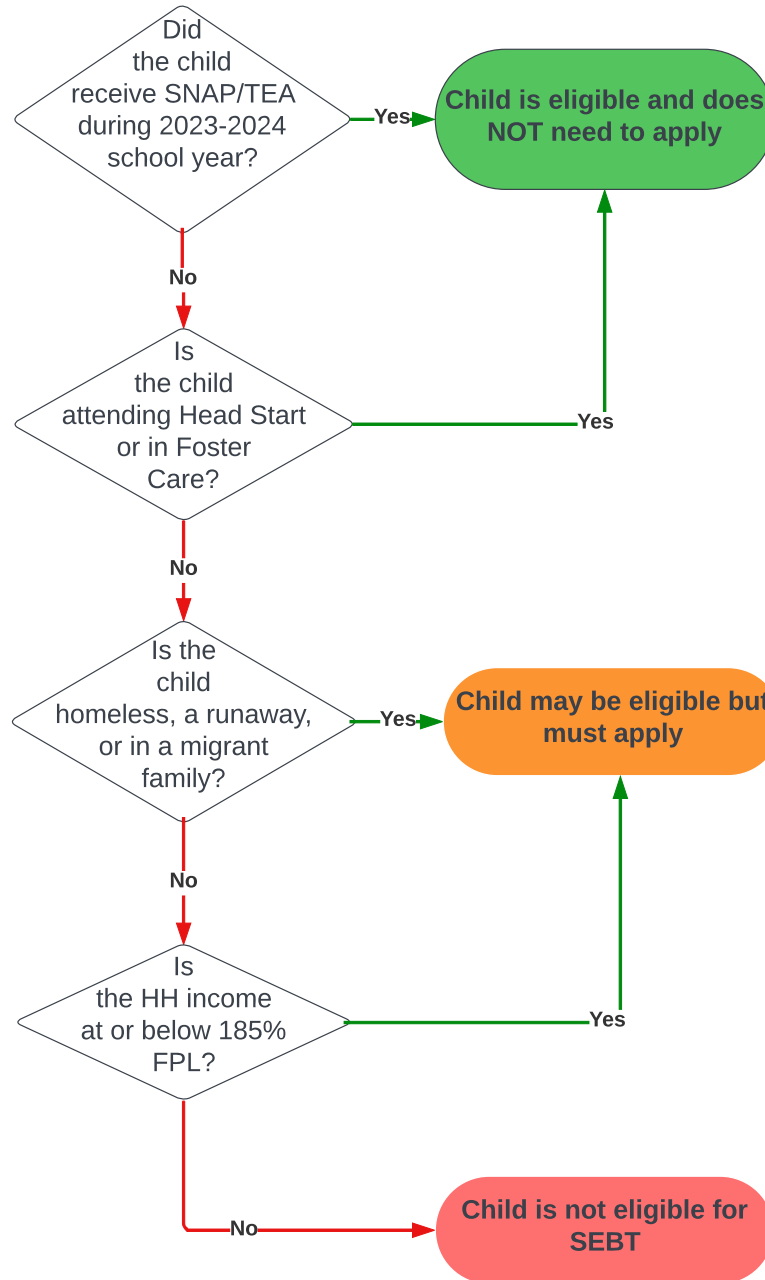 Did
the child
receive SNAP/TEA
during 2023-2024
school year?
Yes
Child is eligible and does
NOT need to apply
No
Is
the child
attending Head Start
or in Foster
Care?
Yes
No
Is the
child
homeless, a runaway,
or in a migrant
family?
Yes
Child may be eligible but
must apply
No
Is
the HH income
at or below 185%
FPL?
Yes
No
Child is not eligible for
SEBT